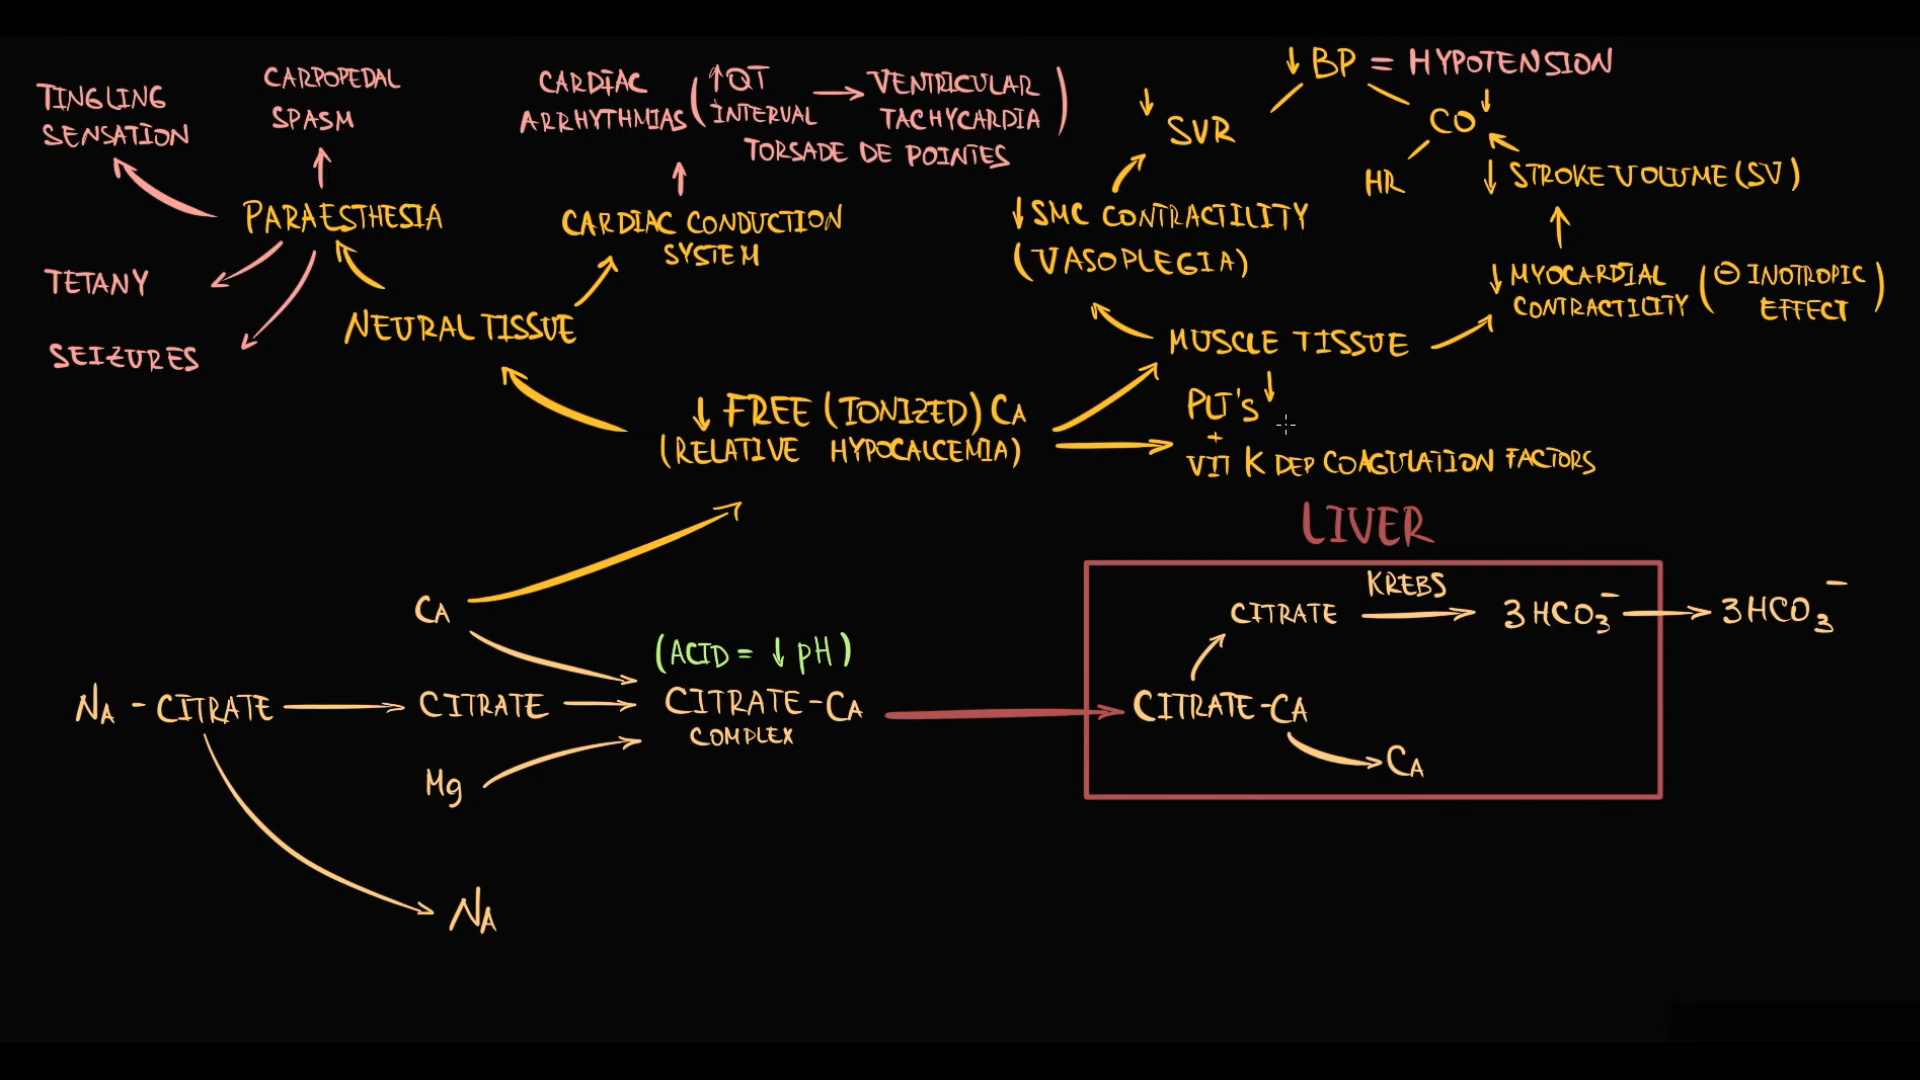 TINGLING
SENSATION
CARPOPEDAL
SPASM
CARDIAC
ARRHYTHMIAS
( ↑QT
INTERVAL
→ VENTRICULAR
TACHYCARDIA )
TORSADE DE POINTES
↓ BP = HYPOTENSION
↓ SVR
CO ↓
HR
↓ STROKE VOLUME (SV)
PARAESTHESIA
CARDIAC CONDUCTION
SYSTEM
↓ SMC CONTRACTILITY
(VASOPLEGIA)
↓ MYOCARDIAL
CONTRACTICITY
(⊖ INOTROPIC
EFFECT)
TETANY
SEIZURES
NEURAL TISSUE
MUSCLE TISSUE
↓ FREE (IONIZED) CA
(RELATIVE HYPOCALCEMIA)
PLT'S ↓
+
VIT K DEP COAGULATION FACTORS
LIVER
CA
(ACID = ↓ pH)
NA - CITRATE → CITRATE → CITRATE - CA
COMPLEX
Mg
NA
CITRATE
KREBS
3 HCO3⁻ → 3 HCO3⁻
CITRATE - CA
CA